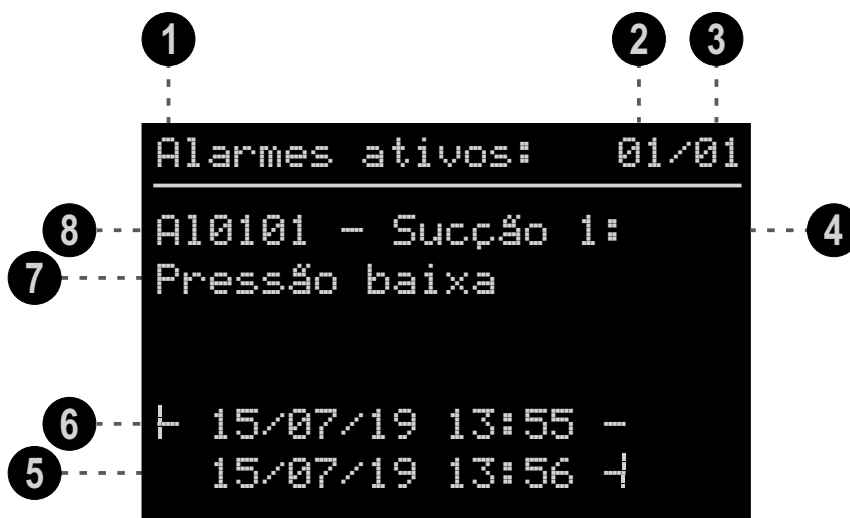 1 2 3
Alarmes ativos: 01/01
8 Al0101 - Sucção 1: 4
7 Pressão baixa
6 ⊢ 15/07/19 13:55 -
5 15/07/19 13:56 ⊣